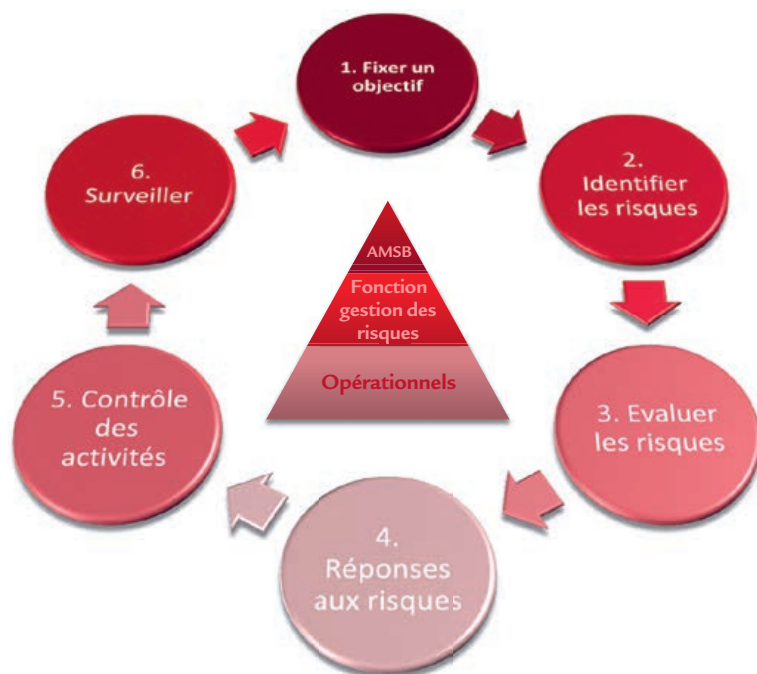 1. Fixer un
objectif
2.
Identifier
les risques
3. Evaluer
les risques
4.
Réponses
aux risques
5. Contrôle
des
activités
6.
Surveiller
AMSB
Fonction
gestion des
risques
Opérationnels